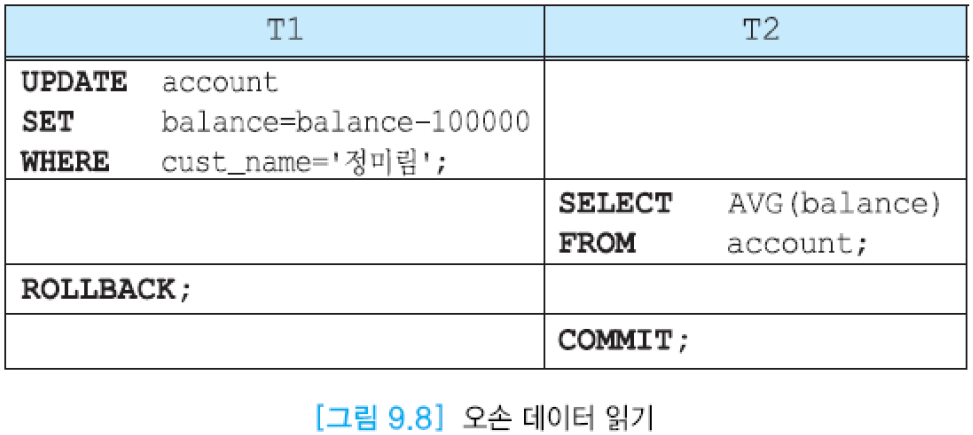 T1 T2
UPDATE account
SET balance=balance-100000
WHERE cust_name='정미림';
SELECT AVG(balance)
FROM account;
ROLLBACK;
COMMIT;
[그림 9.8] 오손 데이터 읽기